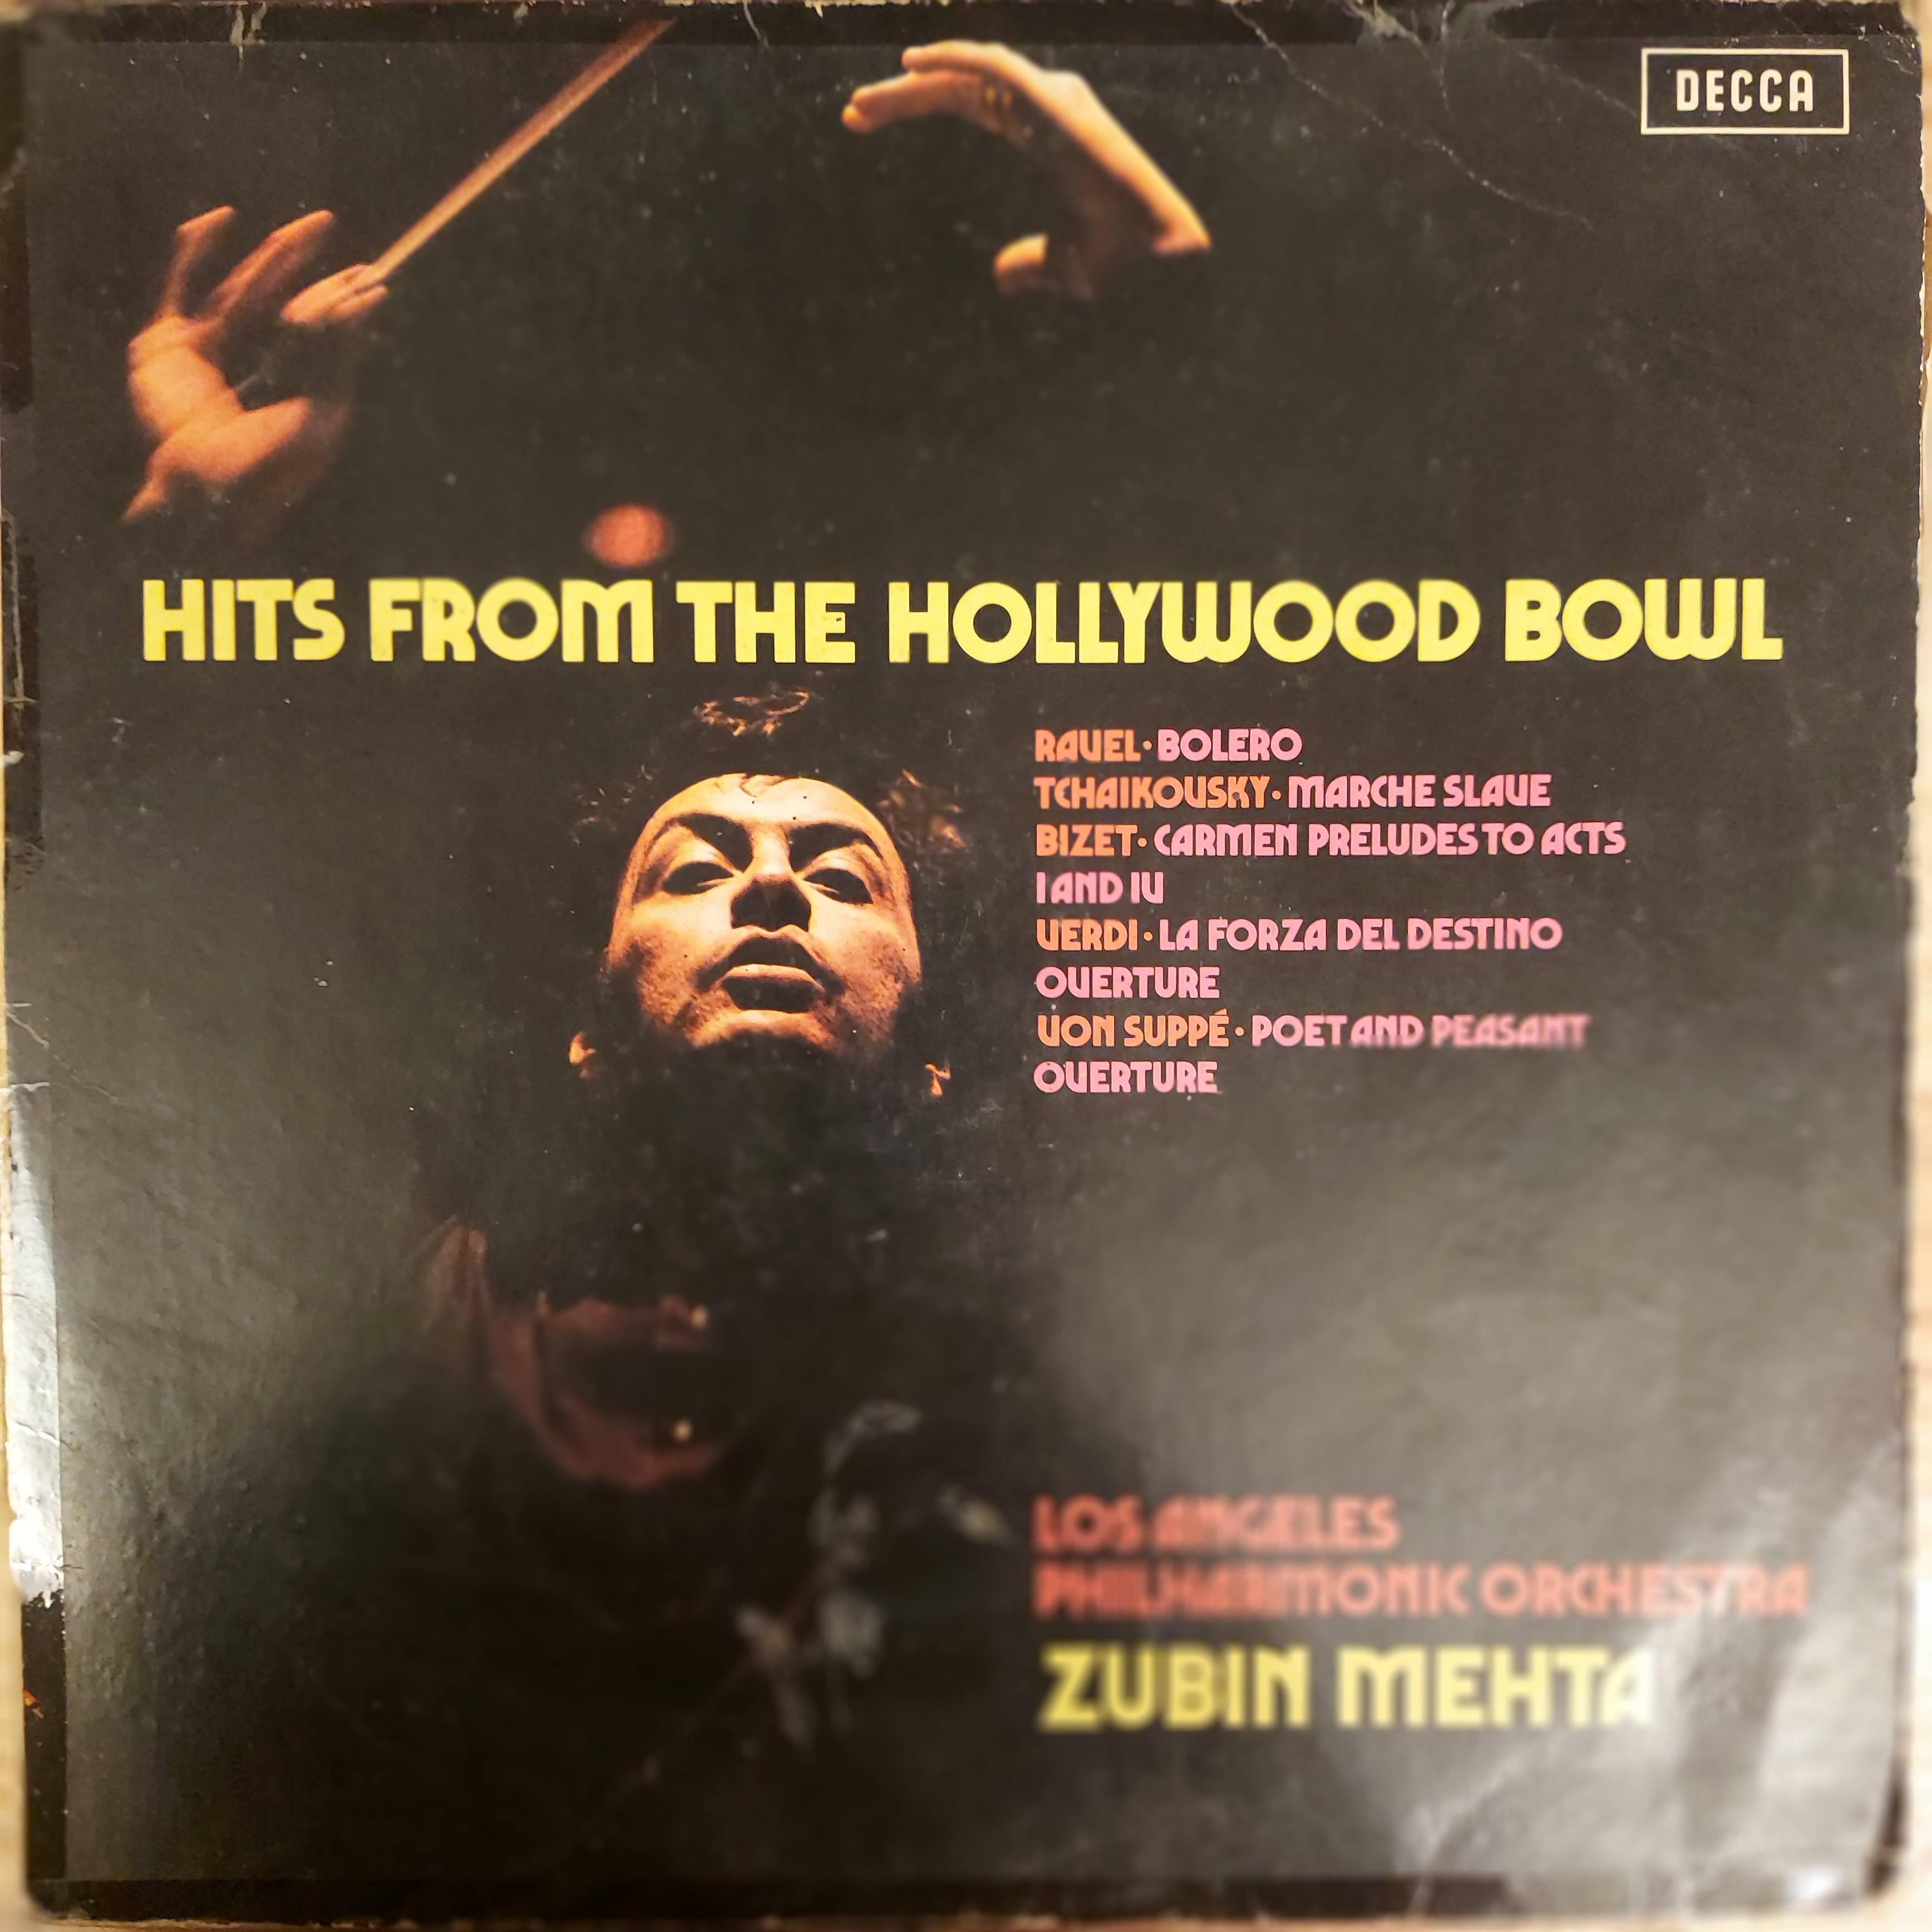 DECCA
HITS FROM THE HOLLYWOOD BOWL
RAVEL · BOLERO
TCHAIKOVSKY · MARCHE SLAVE
BIZET · CARMEN PRELUDES TO ACTS
I AND IV
VERDI · LA FORZA DEL DESTINO
OVERTURE
VON SUPPÉ · POET AND PEASANT
OVERTURE
LOS ANGELES
PHILHARMONIC ORCHESTRA
ZUBIN MEHTA